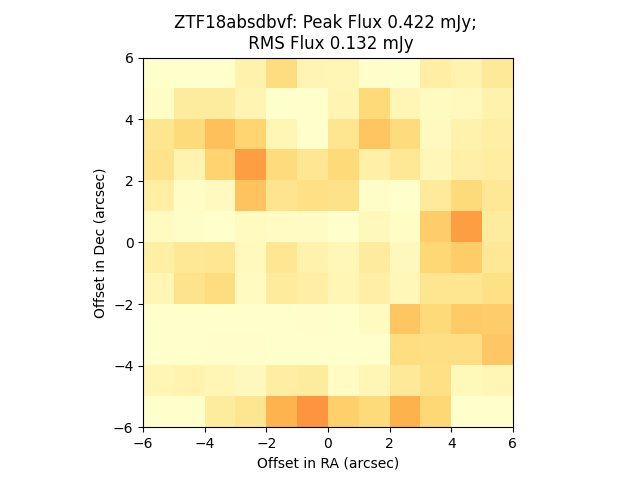 ZTF18absdbvf: Peak Flux 0.422 mJy;
RMS Flux 0.132 mJy
6
4
2
0
−2
−4
−6
Offset in Dec (arcsec)
−6 −4 −2 0 2 4 6
Offset in RA (arcsec)